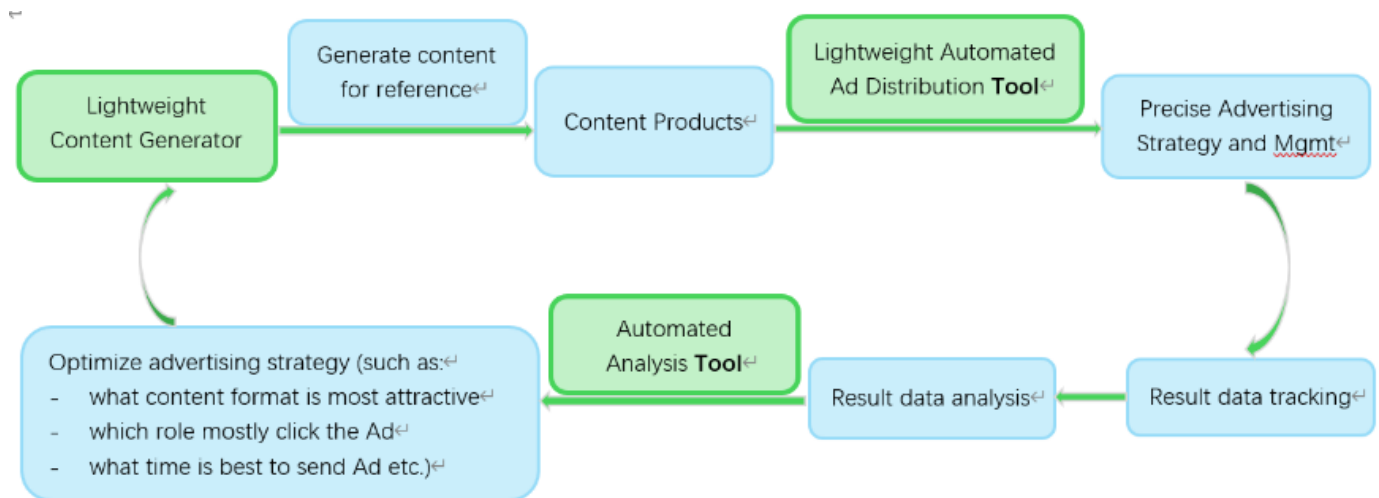 Lightweight
Content Generator
Generate content
for reference↵
Content Products↵
Lightweight Automated
Ad Distribution Tool↵
Precise Advertising
Strategy and Mgmt↵
Result data tracking↵
Result data analysis↵
Automated
Analysis Tool↵
Optimize advertising strategy (such as:↵
- what content format is most attractive↵
- which role mostly click the Ad↵
- what time is best to send Ad etc.)↵